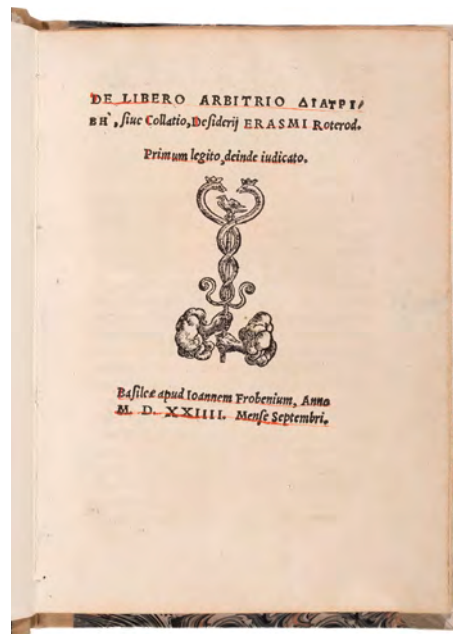 DE LIBERO ARBITRIO ΔΙΑΤΡΙ/
ΒΗ`, siue Collatio, Desiderij ERASMI Roterod.
Primum legito, deinde iudicato.
Basileæ apud Ioannem Frobenium, Anno
M. D. XXIIII. Mense Septembri.